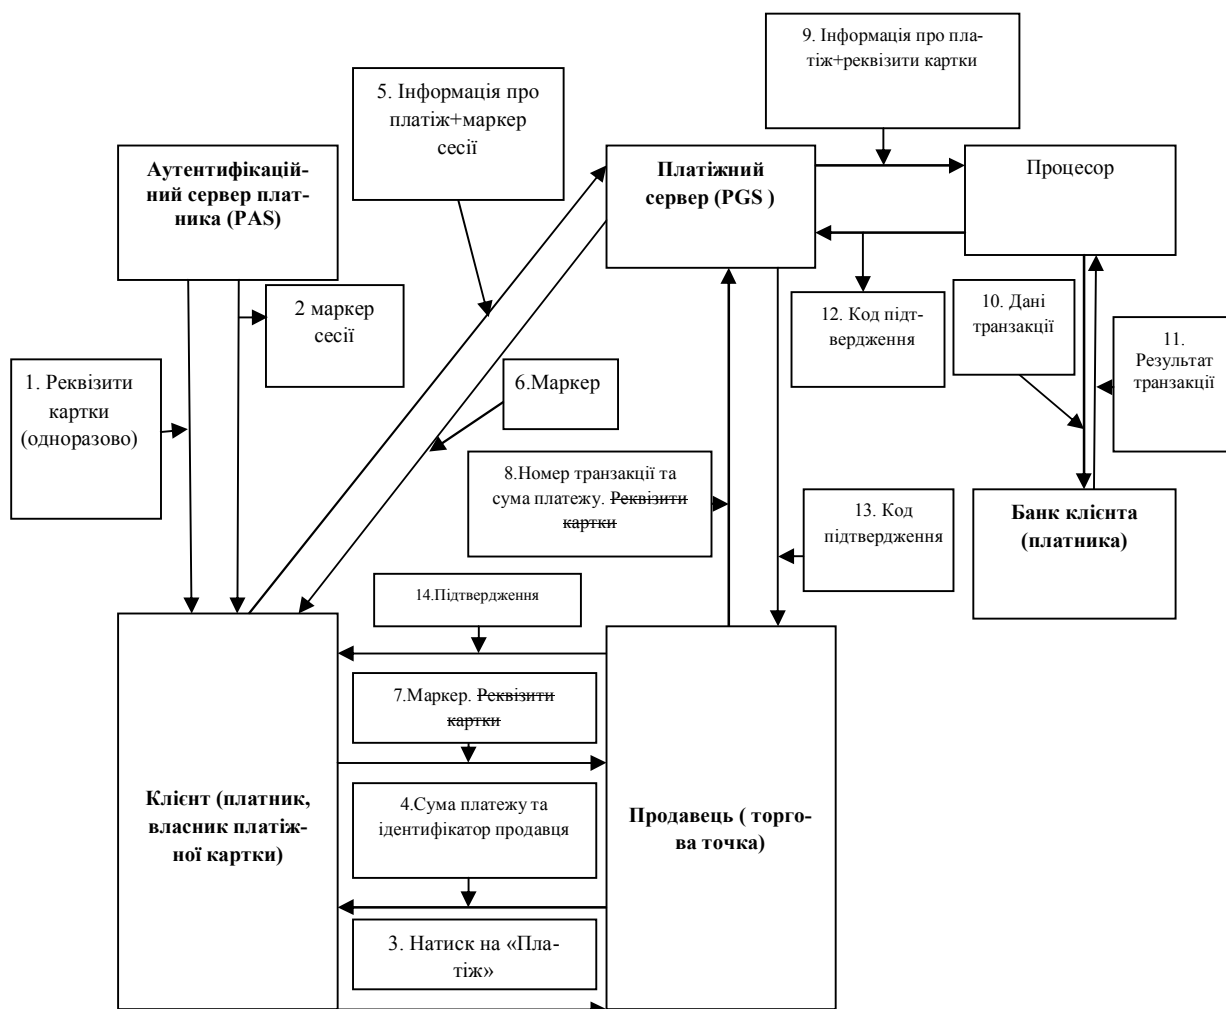 9. Інформація про пла-
тіж+реквізити картки
5. Інформація про
платіж+маркер
сесії
Аутентифікацій-
ний сервер плат-
ника (PAS)
Платіжний
сервер (PGS )
Процесор
2 маркер
сесії
12. Код підт-
вердження
10. Дані
транзакції
11.
Результат
транзакції
1. Реквізити
картки
(одноразово)
6.Маркер
8.Номер транзакції та
сума платежу. Реквізити
картки
13. Код
підтвердження
Банк клієнта
(платника)
14.Підтвердження
7.Маркер. Реквізити
картки
Клієнт (платник,
власник платіж-
ної картки)
4.Сума платежу та
ідентифікатор продавця
Продавець ( торго-
ва точка)
3. Натиск на «Пла-
тіж»